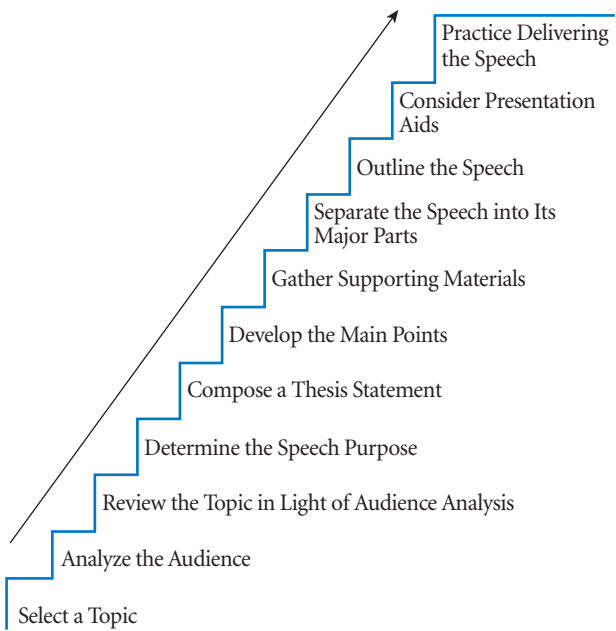 Practice Delivering
the Speech
Consider Presentation
Aids
Outline the Speech
Separate the Speech into Its
Major Parts
Gather Supporting Materials
Develop the Main Points
Compose a Thesis Statement
Determine the Speech Purpose
Review the Topic in Light of Audience Analysis
Analyze the Audience
Select a Topic